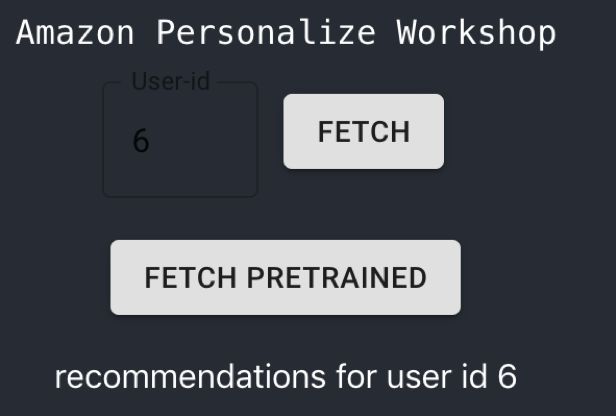 Amazon Personalize Workshop
User-id
6
FETCH
FETCH PRETRAINED
recommendations for user id 6